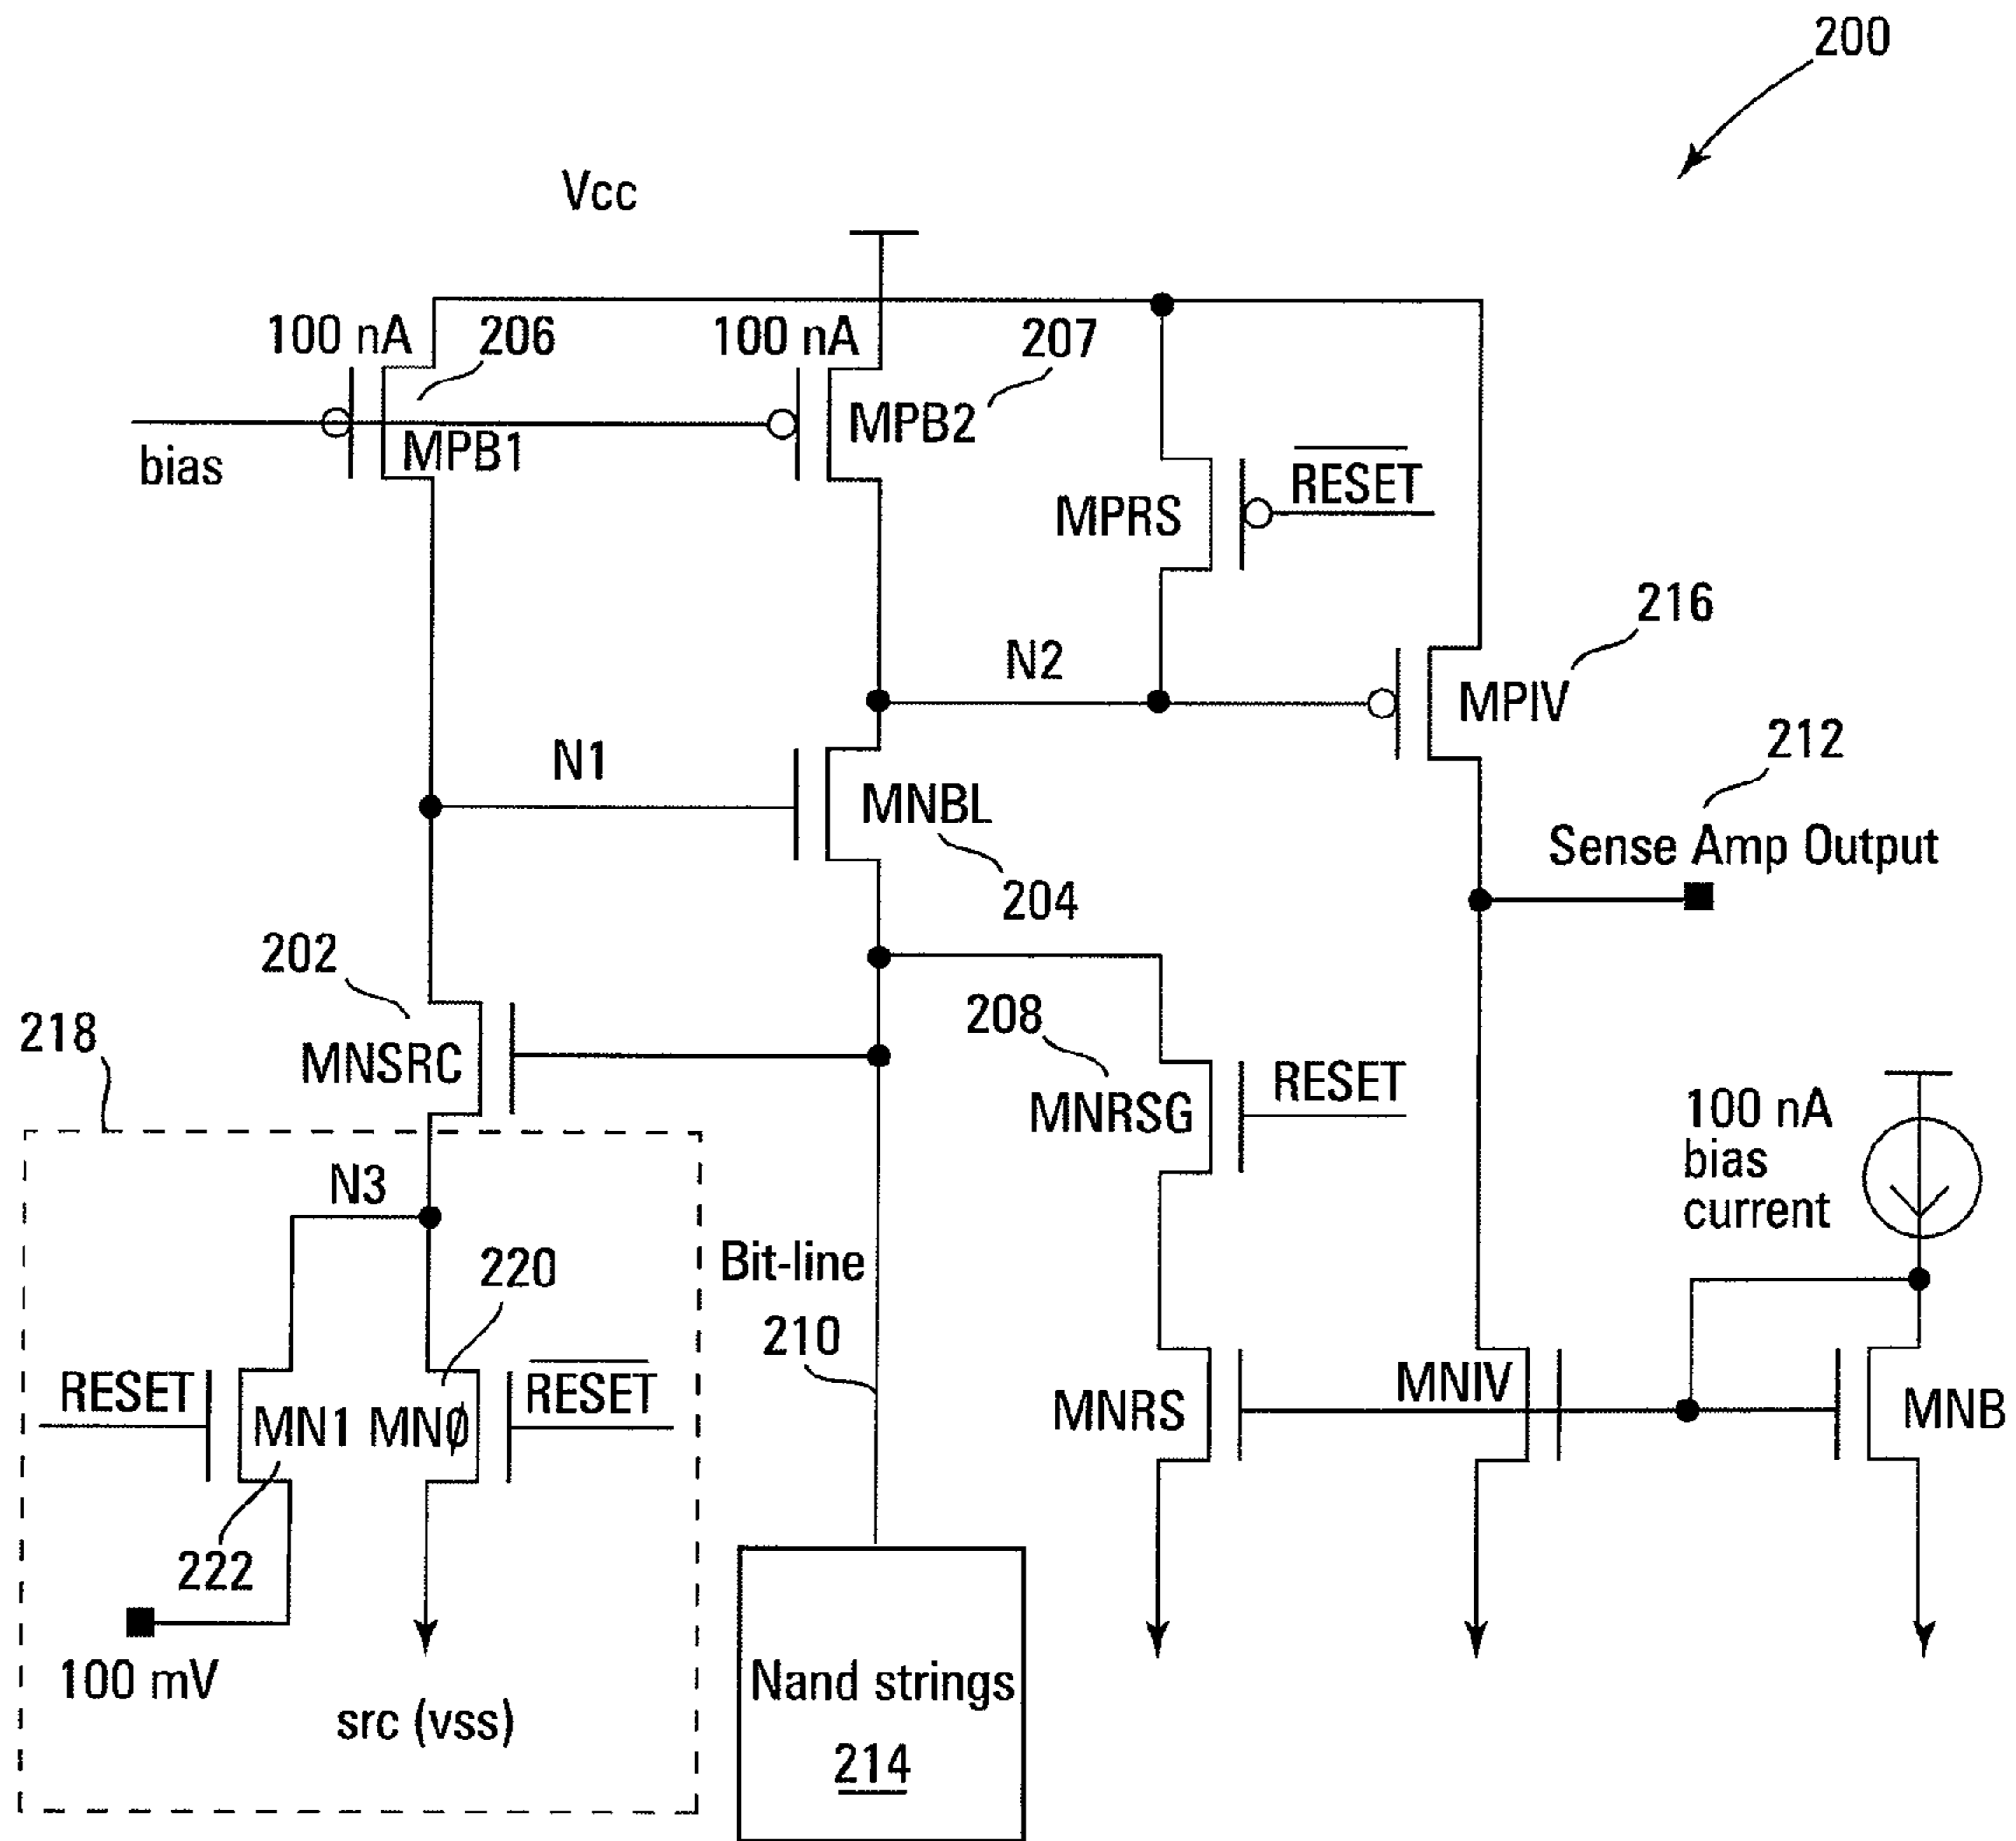 200
Vcc
100 nA
206
100 nA
207
bias
MPB1
MPB2
MPRS
RESET
216
N2
MPIV
N1
212
MNBL
Sense Amp Output
204
202
218
MNSRC
208
MNRSG
RESET
100 nA
bias
current
N3
220
Bit-line
210
RESET
MN1
MN0
RESET
MNRS
MNIV
MNB
222
100 mV
src (vss)
Nand strings
214